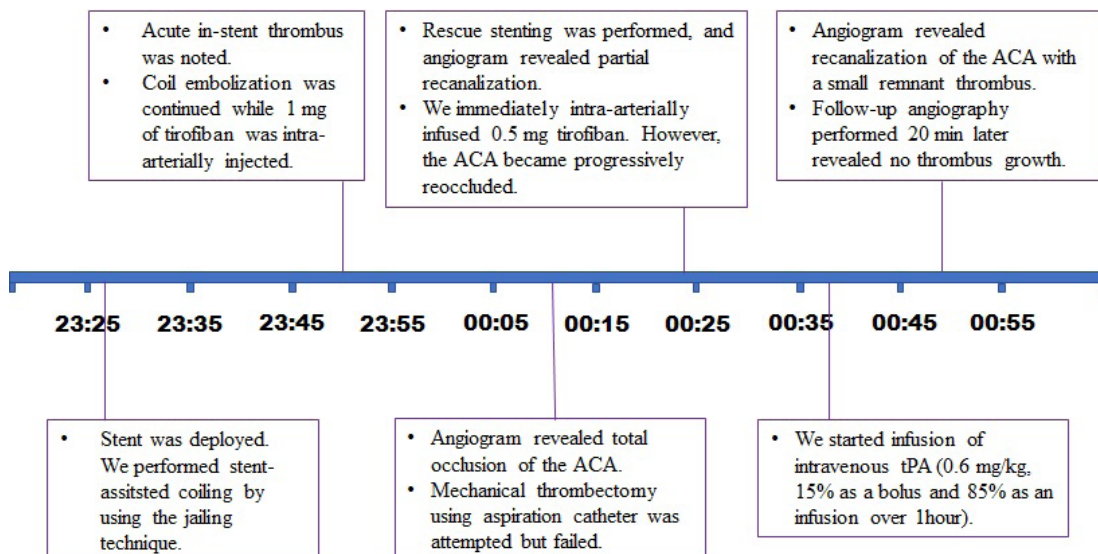 • Acute in-stent thrombus
was noted.
• Coil embolization was
continued while 1 mg
of tirofiban was intra-
arterially injected.
• Rescue stenting was performed, and
angiogram revealed partial
recanalization.
• We immediately intra-arterially
infused 0.5 mg tirofiban. However,
the ACA became progressively
reoccluded.
• Angiogram revealed
recanalization of the ACA with
a small remnant thrombus.
• Follow-up angiography
performed 20 min later
revealed no thrombus growth.
23:25 23:35 23:45 23:55 00:05 00:15 00:25 00:35 00:45 00:55
• Stent was deployed.
We performed stent-
assitsted coiling by
using the jailing
technique.
• Angiogram revealed total
occlusion of the ACA.
• Mechanical thrombectomy
using aspiration catheter was
attempted but failed.
• We started infusion of
intravenous tPA (0.6 mg/kg,
15% as a bolus and 85% as an
infusion over 1hour).